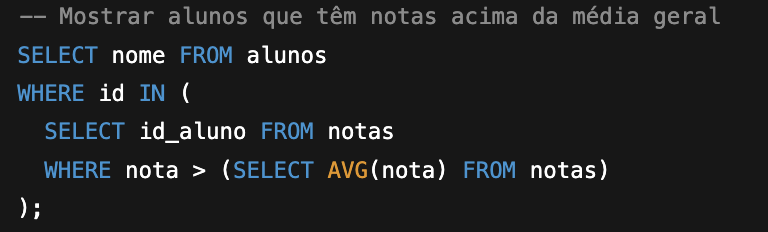 -- Mostrar alunos que têm notas acima da média geral
SELECT nome FROM alunos
WHERE id IN (
  SELECT id_aluno FROM notas
  WHERE nota > (SELECT AVG(nota) FROM notas)
);